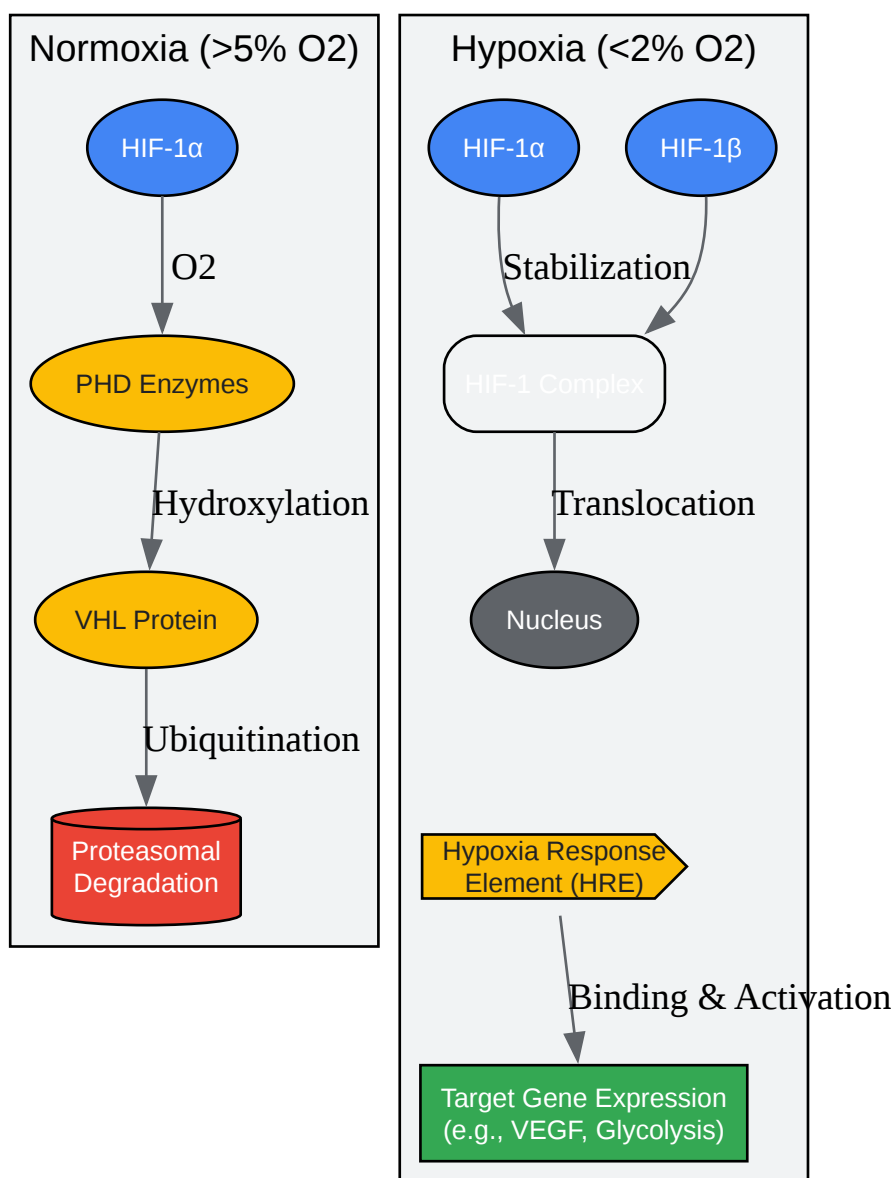 Normoxia (>5% O2)
HIF-1α
O2
PHD Enzymes
Hydroxylation
VHL Protein
Ubiquitination
Proteasomal
Degradation
Hypoxia (<2% O2)
HIF-1α
HIF-1β
Stabilization
HIF-1 Complex
Translocation
Nucleus
Hypoxia Response
Element (HRE)
Binding & Activation
Target Gene Expression
(e.g., VEGF, Glycolysis)